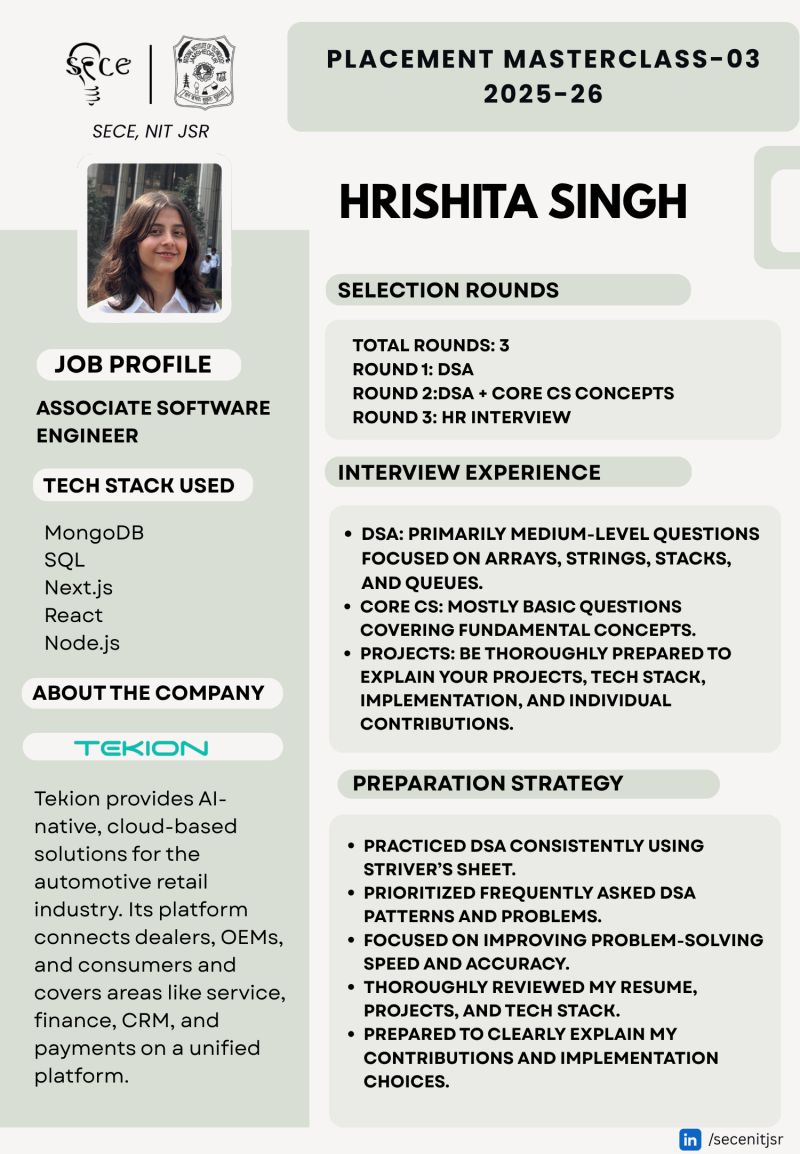 sece
SECE, NIT JSR
PLACEMENT MASTERCLASS-03
2025-26
HRISHITA SINGH
JOB PROFILE
ASSOCIATE SOFTWARE
ENGINEER
TECH STACK USED
MongoDB
SQL
Next.js
React
Node.js
ABOUT THE COMPANY
TEKION
Tekion provides AI-
native, cloud-based
solutions for the
automotive retail
industry. Its platform
connects dealers, OEMs,
and consumers and
covers areas like service,
finance, CRM, and
payments on a unified
platform.
SELECTION ROUNDS
TOTAL ROUNDS: 3
ROUND 1: DSA
ROUND 2:DSA + CORE CS CONCEPTS
ROUND 3: HR INTERVIEW
INTERVIEW EXPERIENCE
• DSA: PRIMARILY MEDIUM-LEVEL QUESTIONS
FOCUSED ON ARRAYS, STRINGS, STACKS,
AND QUEUES.
• CORE CS: MOSTLY BASIC QUESTIONS
COVERING FUNDAMENTAL CONCEPTS.
• PROJECTS: BE THOROUGHLY PREPARED TO
EXPLAIN YOUR PROJECTS, TECH STACK,
IMPLEMENTATION, AND INDIVIDUAL
CONTRIBUTIONS.
PREPARATION STRATEGY
• PRACTICED DSA CONSISTENTLY USING
STRIVER'S SHEET.
• PRIORITIZED FREQUENTLY ASKED DSA
PATTERNS AND PROBLEMS.
• FOCUSED ON IMPROVING PROBLEM-SOLVING
SPEED AND ACCURACY.
• THOROUGHLY REVIEWED MY RESUME,
PROJECTS, AND TECH STACK.
• PREPARED TO CLEARLY EXPLAIN MY
CONTRIBUTIONS AND IMPLEMENTATION
CHOICES.
in /secenitjsr